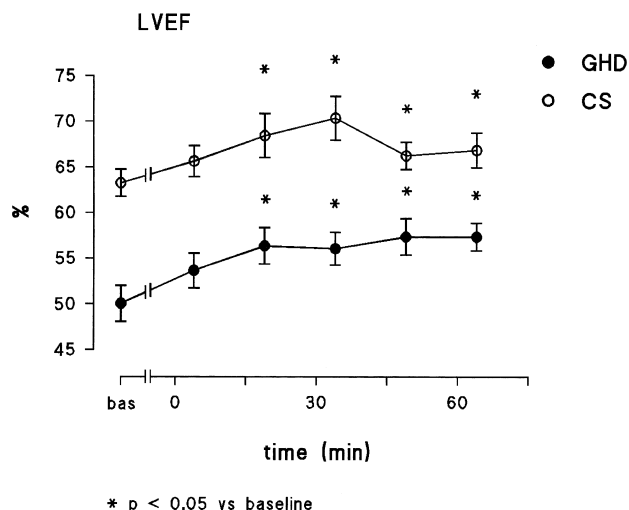 LVEF
* * * *
75
70
65
60
55
50
45
%
* * * *
bas 0 30 60
time (min)
GHD
CS
* p < 0.05 vs baseline